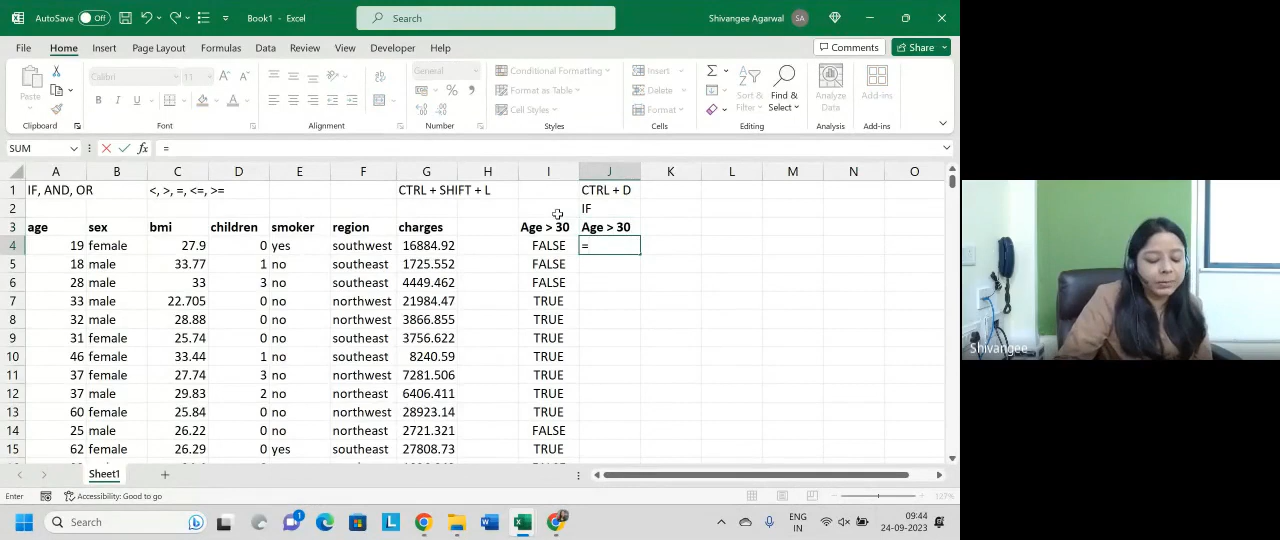 AutoSave Off Book1 - Excel Search Shivangee Agarwal SA
File Home Insert Page Layout Formulas Data Review View Developer Help Comments Share
Calibri 11 General Conditional Formatting Insert
Paste B I U Format as Table Delete Sort & Find & Analyze Add-ins
Cell Styles Format Filter Select Data
Clipboard Font Alignment Number Styles Cells Editing Analysis Add-ins
SUM fx =
A B C D E F G H I J K L M N O
1 IF, AND, OR <, >, =, <=, >= CTRL + SHIFT + L CTRL + D
2 IF
3 age sex bmi children smoker region charges Age > 30 Age > 30
4 19 female 27.9 0 yes southwest 16884.92 FALSE =
5 18 male 33.77 1 no southeast 1725.552 FALSE
6 28 male 33 3 no southeast 4449.462 FALSE
7 33 male 22.705 0 no northwest 21984.47 TRUE
8 32 male 28.88 0 no northwest 3866.855 TRUE
9 31 female 25.74 0 no southeast 3756.622 TRUE
10 46 female 33.44 1 no southeast 8240.59 TRUE
11 37 female 27.74 3 no northwest 7281.506 TRUE
12 37 male 29.83 2 no northeast 6406.411 TRUE
13 60 female 25.84 0 no northwest 28923.14 TRUE
14 25 male 26.22 0 no northeast 2721.321 FALSE
15 62 female 26.29 0 yes southeast 27808.73 TRUE
Sheet1
Enter Accessibility: Good to go 127%
Search ENG IN 09:44 24-09-2023
Shivangee